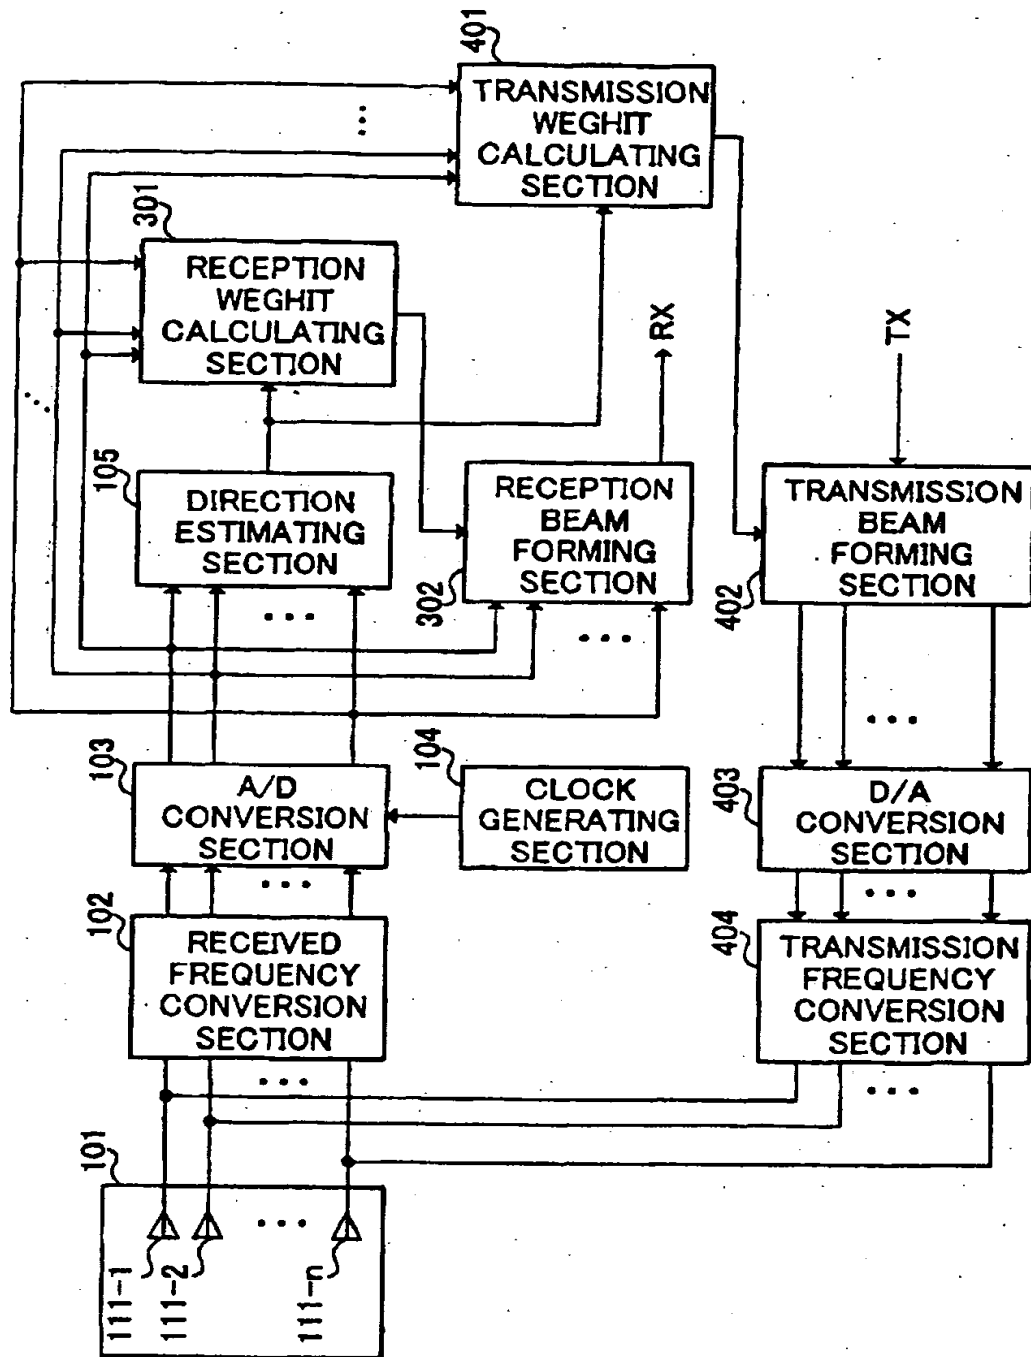 101
111-1
111-2
111-n
102
RECEIVED
FREQUENCY
CONVERSION
SECTION
103
A/D
CONVERSION
SECTION
104
CLOCK
GENERATING
SECTION
105
DIRECTION
ESTIMATING
SECTION
301
RECEPTION
WEGHIT
CALCULATING
SECTION
302
RECEPTION
BEAM
FORMING
SECTION
RX
401
TRANSMISSION
WEGHIT
CALCULATING
SECTION
TX
402
TRANSMISSION
BEAM
FORMING
SECTION
403
D/A
CONVERSION
SECTION
404
TRANSMISSION
FREQUENCY
CONVERSION
SECTION